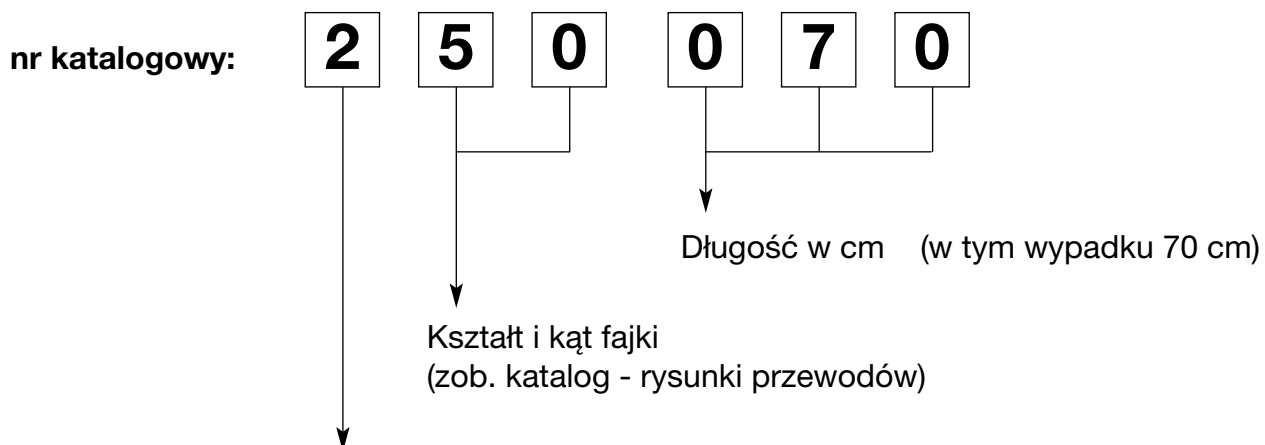 nr katalogowy: 2 5 0 0 7 0
Długość w cm (w tym wypadku 70 cm)
Kształt i kąt fajki
(zob. katalog - rysunki przewodów)